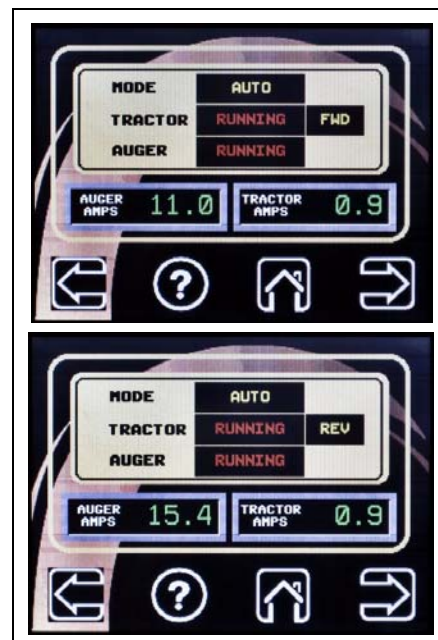 MODE AUTO
TRACTOR RUNNING FWD
AUGER RUNNING
AUGER AMPS 11.0 TRACTOR AMPS 0.9
?
MODE AUTO
TRACTOR RUNNING REV
AUGER RUNNING
AUGER AMPS 15.4 TRACTOR AMPS 0.9
?